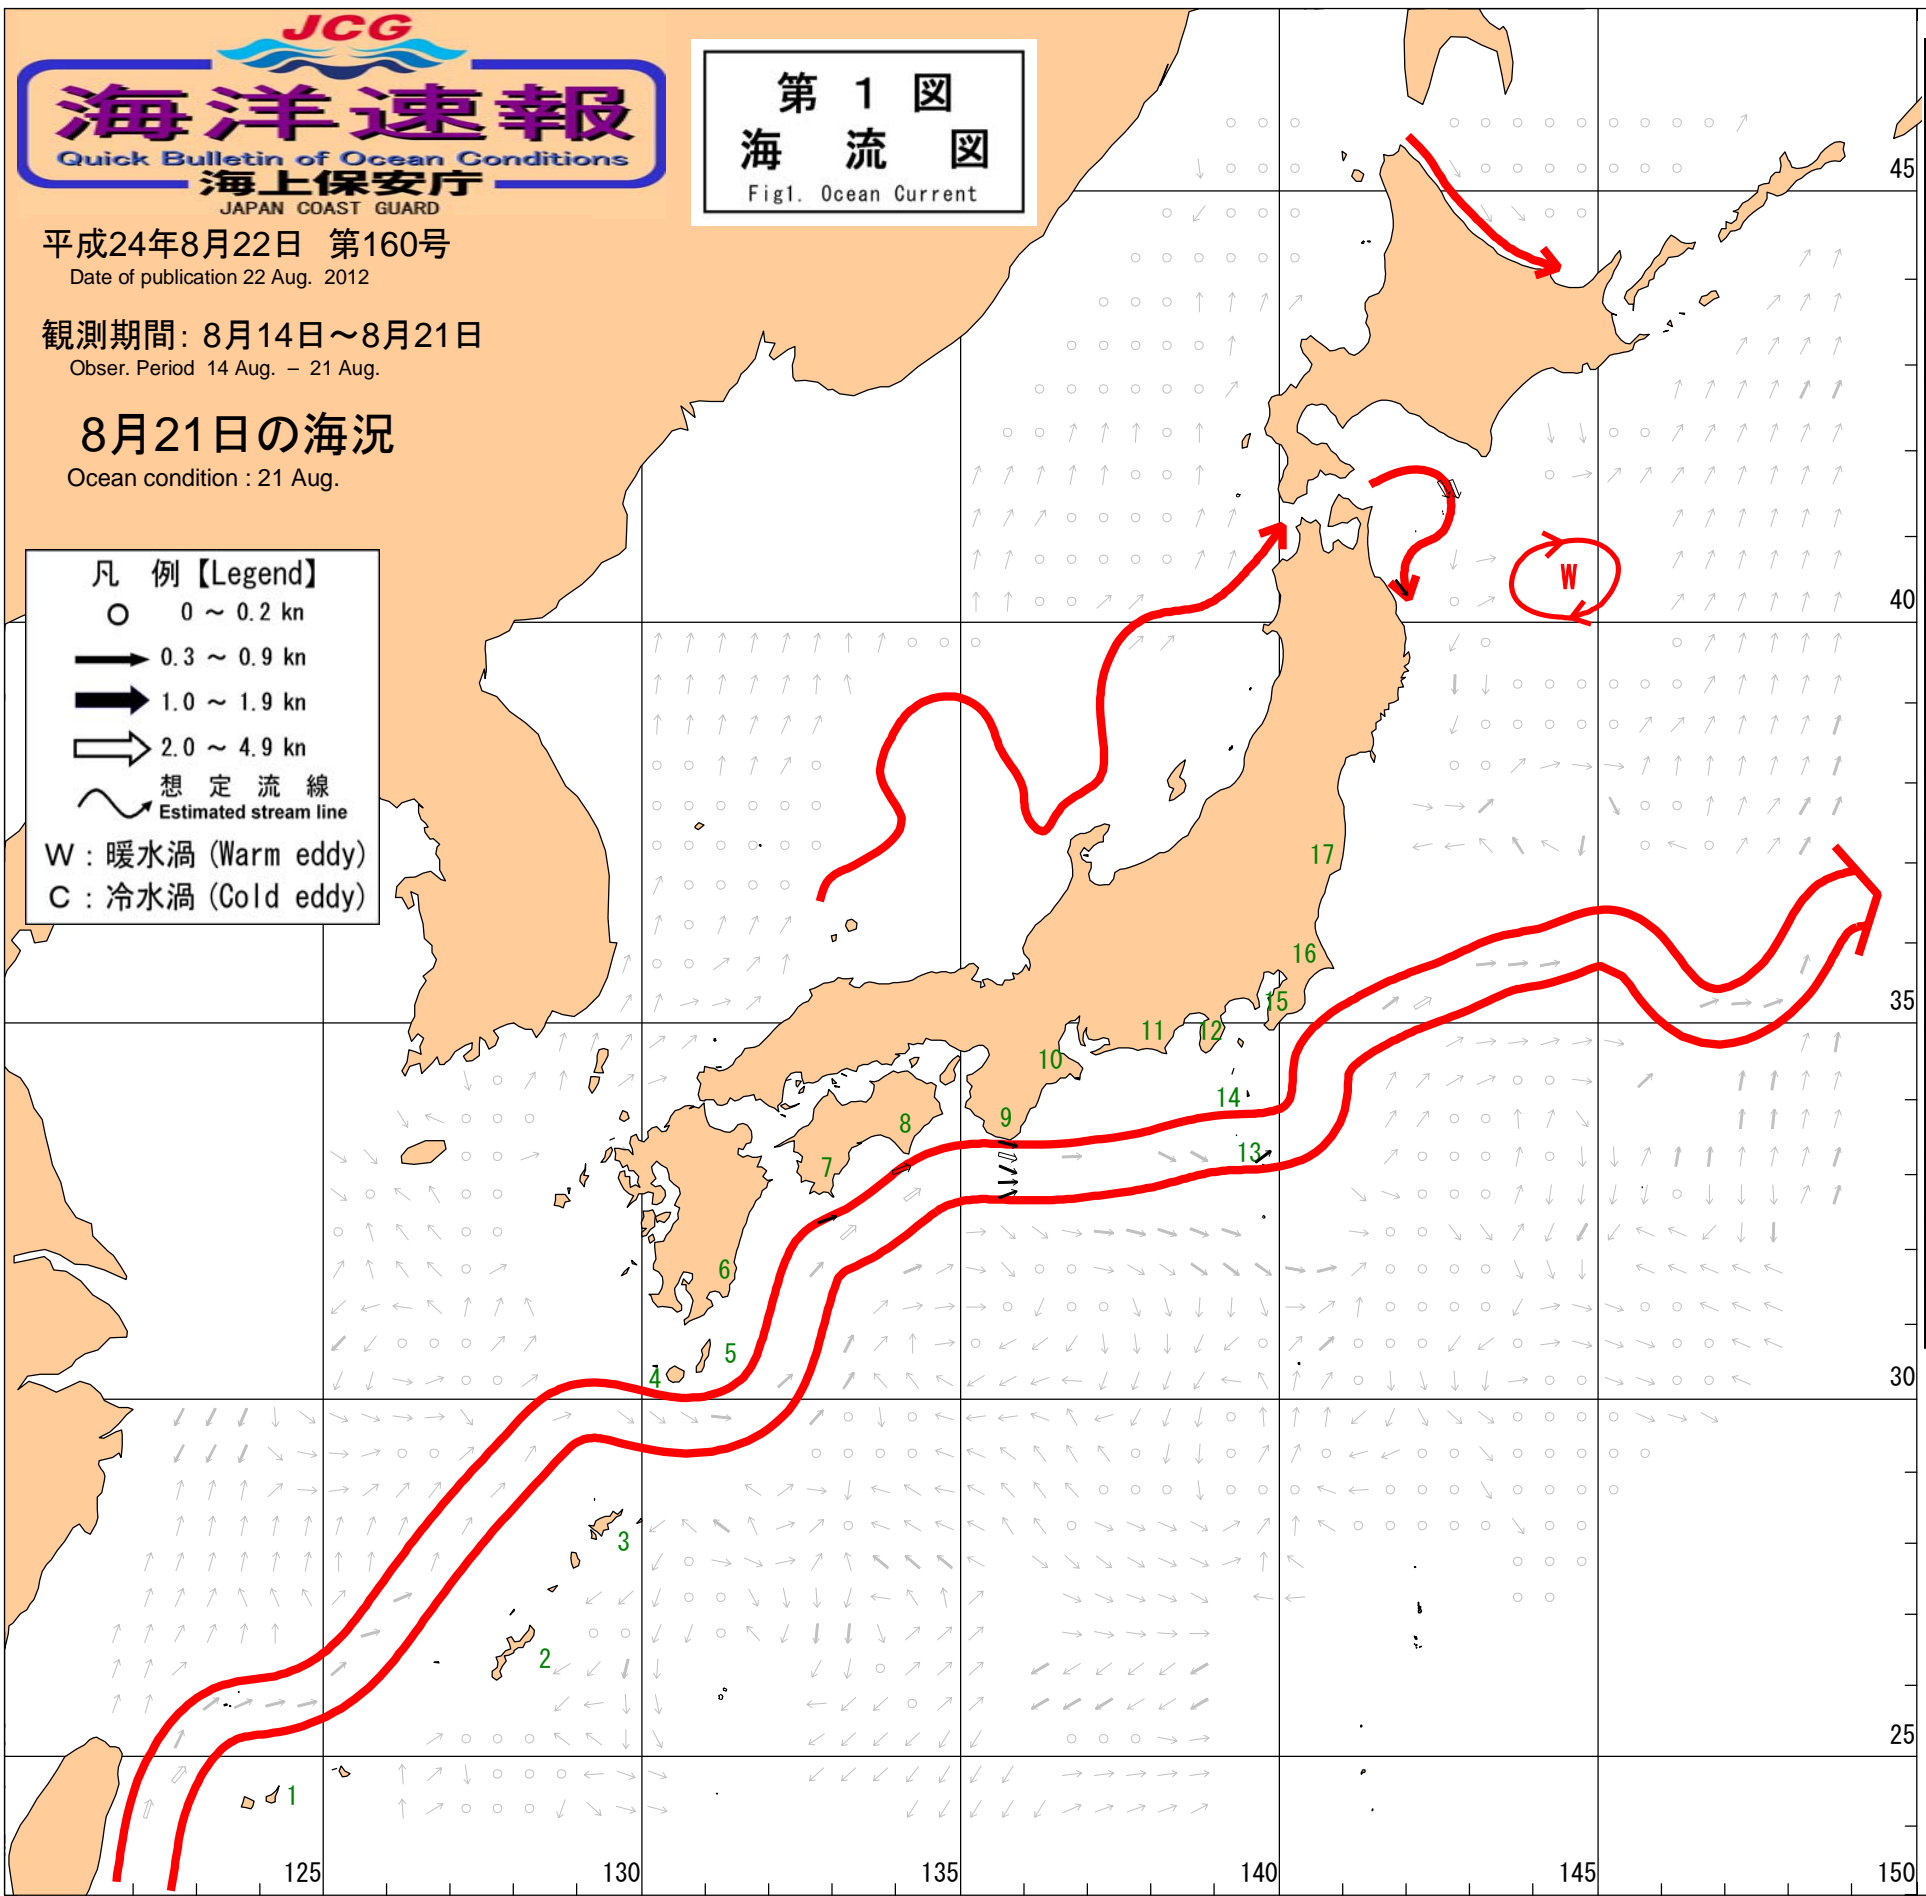 JCG
海洋速報
Quick Bulletin of Ocean Conditions
海上保安庁
JAPAN COAST GUARD
第 1 図
海 流 図
Fig1. Ocean Current
平成24年8月22日 第160号
Date of publication 22 Aug. 2012
観測期間: 8月14日～8月21日
Obser. Period 14 Aug. – 21 Aug.
8月21日の海況
Ocean condition : 21 Aug.
凡 例【Legend】
0 ～ 0.2 kn
0.3 ～ 0.9 kn
1.0 ～ 1.9 kn
2.0 ～ 4.9 kn
想 定 流 線
Estimated stream line
W : 暖水渦 (Warm eddy)
C : 冷水渦 (Cold eddy)
45
W
40
17
16
35
15
12
11
10
14
9
8
13
7
6
5
4
30
3
2
25
1
125
130
135
140
145
150